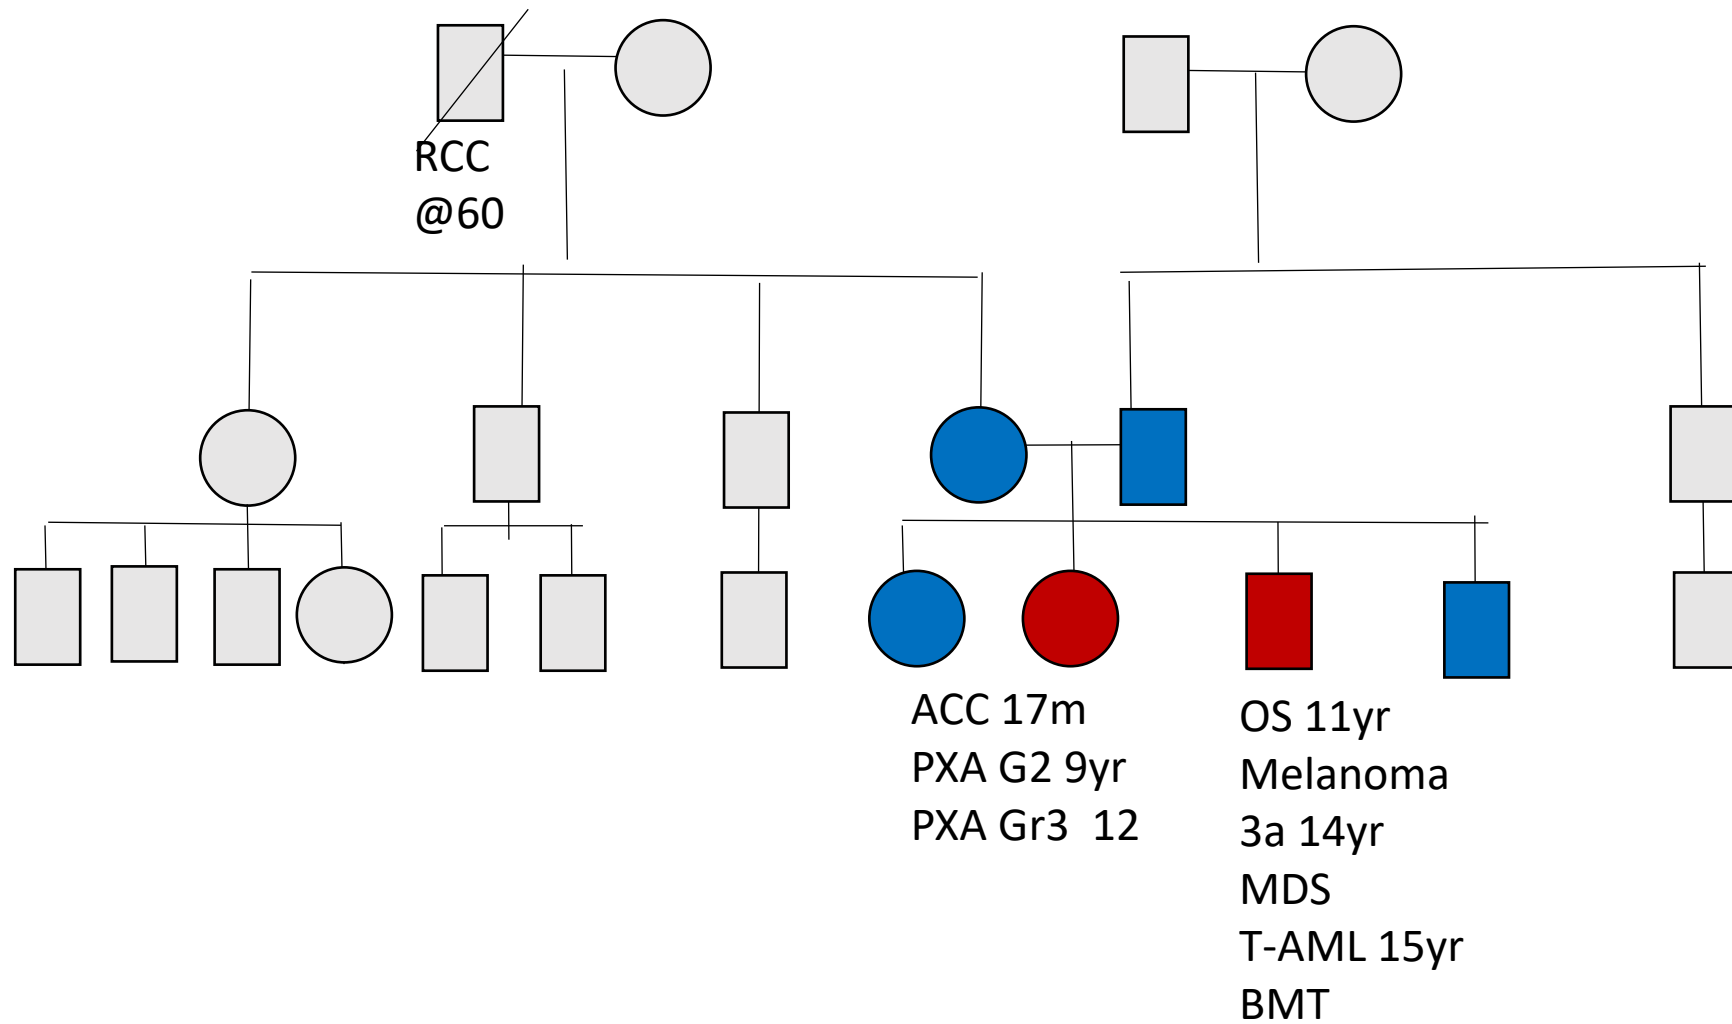 RCC
@60
ACC 17m
PXA G2 9yr
PXA Gr3  12
OS 11yr
Melanoma
3a 14yr
MDS
T-AML 15yr
BMT